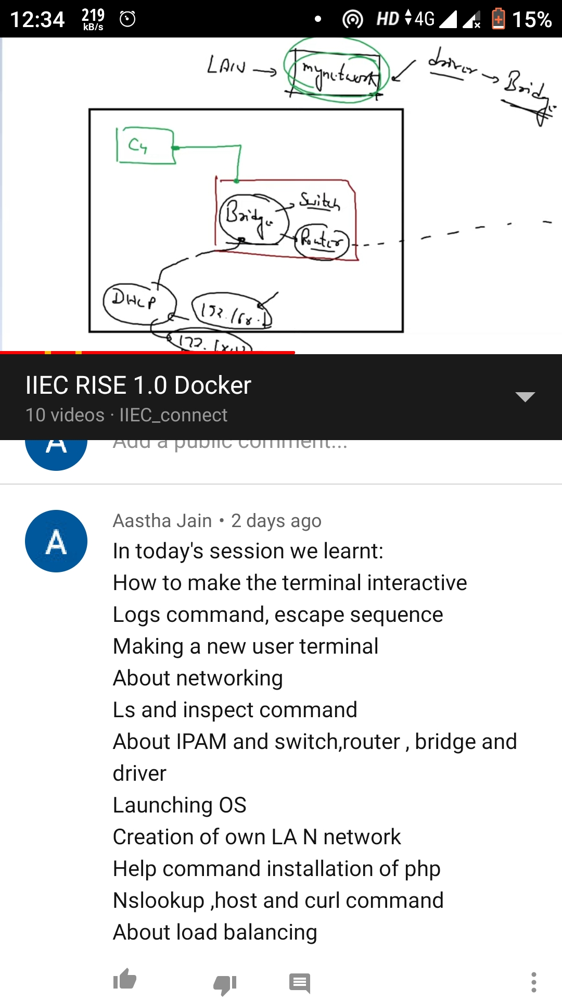 12:34 219 kB/s HD 4G 15%
LAN → mynetwork driver → Bridge
C4
Bridge → Switch
Router
DHCP
IIEC RISE 1.0 Docker
10 videos · IIEC_connect
A Add a public comment...
Aastha Jain • 2 days ago
A
In today's session we learnt:
How to make the terminal interactive
Logs command, escape sequence
Making a new user terminal
About networking
Ls and inspect command
About IPAM and switch,router , bridge and
driver
Launching OS
Creation of own LA N network
Help command installation of php
Nslookup ,host and curl command
About load balancing